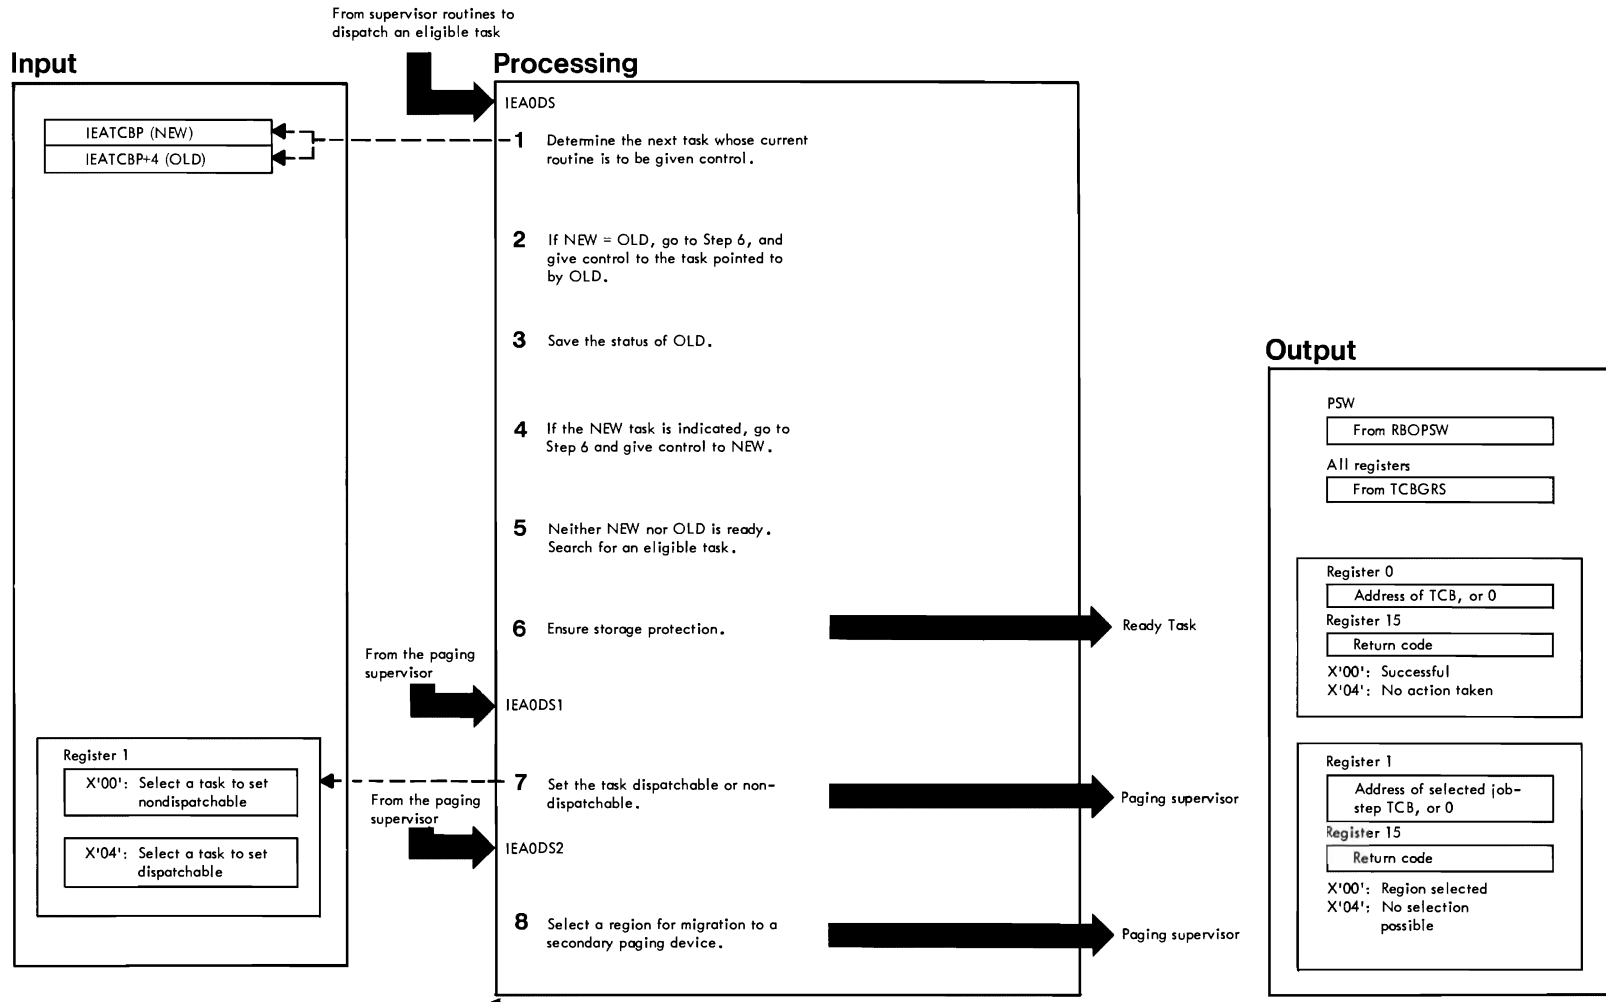 From supervisor routines to
dispatch an eligible task
Input
IEATCBP (NEW)
IEATCBP+4 (OLD)
Register 1
X'00': Select a task to set
nondispatchable
X'04': Select a task to set
dispatchable
Processing
IEA0DS
1 Determine the next task whose current
routine is to be given control.
2 If NEW = OLD, go to Step 6, and
give control to the task pointed to
by OLD.
3 Save the status of OLD.
4 If the NEW task is indicated, go to
Step 6 and give control to NEW.
5 Neither NEW nor OLD is ready.
Search for an eligible task.
6 Ensure storage protection.
Ready Task
From the paging
supervisor
IEA0DS1
7 Set the task dispatchable or non-
dispatchable.
Paging supervisor
From the paging
supervisor
IEA0DS2
8 Select a region for migration to a
secondary paging device.
Paging supervisor
Output
PSW
From RBOPSW
All registers
From TCBGRS
Register 0
Address of TCB, or 0
Register 15
Return code
X'00': Successful
X'04': No action taken
Register 1
Address of selected job-
step TCB, or 0
Register 15
Return code
X'00': Region selected
X'04': No selection
possible